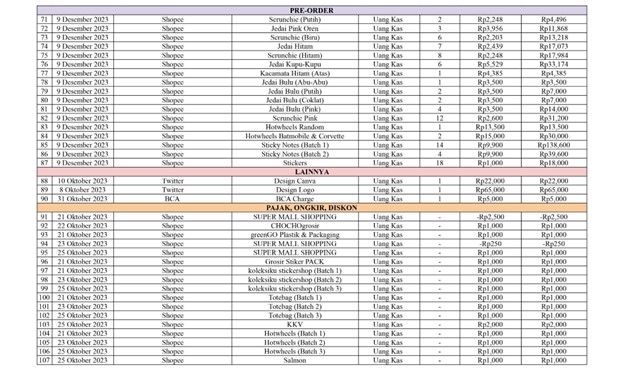 PRE-ORDER
71 9 Desember 2023 Shopee Scrunchie (Putih) Uang Kas 2 Rp2,248 Rp4,496
72 9 Desember 2023 Shopee Jedai Pink Oren Uang Kas 3 Rp3,956 Rp11,868
73 9 Desember 2023 Shopee Scrunchie (Biru) Uang Kas 6 Rp2,203 Rp13,218
74 9 Desember 2023 Shopee Jedai Hitam Uang Kas 7 Rp2,439 Rp17,073
75 9 Desember 2023 Shopee Scrunchie (Hitam) Uang Kas 8 Rp2,248 Rp17,984
76 9 Desember 2023 Shopee Jedai Kupu-Kupu Uang Kas 6 Rp5,529 Rp33,174
77 9 Desember 2023 Shopee Kacamata Hitam (Atas) Uang Kas 1 Rp4,385 Rp4,385
78 9 Desember 2023 Shopee Jedai Bulu (Abu-Abu) Uang Kas 1 Rp3,500 Rp3,500
79 9 Desember 2023 Shopee Jedai Bulu (Putih) Uang Kas 2 Rp3,500 Rp7,000
80 9 Desember 2023 Shopee Jedai Bulu (Coklat) Uang Kas 2 Rp3,500 Rp7,000
81 9 Desember 2023 Shopee Jedai Bulu (Pink) Uang Kas 4 Rp3,500 Rp14,000
82 9 Desember 2023 Shopee Scrunchie Pink Uang Kas 12 Rp2,600 Rp31,200
83 9 Desember 2023 Shopee Hotwheels Random Uang Kas 1 Rp13,500 Rp13,500
84 9 Desember 2023 Shopee Hotwheels Batmobile & Corvette Uang Kas 2 Rp15,000 Rp30,000
85 9 Desember 2023 Shopee Sticky Notes (Batch 1) Uang Kas 14 Rp9,900 Rp138,600
86 9 Desember 2023 Shopee Sticky Notes (Batch 2) Uang Kas 4 Rp9,900 Rp39,600
87 9 Desember 2023 Shopee Stickers Uang Kas 18 Rp1,000 Rp18,000
LAINNYA
88 10 Oktober 2023 Twitter Design Canva Uang Kas 1 Rp22,000 Rp22,000
89 8 Oktober 2023 Twitter Design Logo Uang Kas 1 Rp65,000 Rp65,000
90 31 Oktober 2023 BCA BCA Charge Uang Kas 1 Rp5,000 Rp5,000
PAJAK, ONGKIR, DISKON
91 21 Oktober 2023 Shopee SUPER MALL SHOPPING Uang Kas - -Rp2,500 -Rp2,500
92 22 Oktober 2023 Shopee CHOCHOgrosir Uang Kas - Rp1,000 Rp1,000
93 21 Oktober 2023 Shopee greenGO Plastik & Packaging Uang Kas - Rp1,000 Rp1,000
94 23 Oktober 2023 Shopee SUPER MALL SHOPPING Uang Kas - -Rp250 -Rp250
95 25 Oktober 2023 Shopee SUPER MALL SHOPPING Uang Kas - Rp1,000 Rp1,000
96 21 Oktober 2023 Shopee Grosir Stiker PACK Uang Kas - Rp1,000 Rp1,000
97 21 Oktober 2023 Shopee koleksiku stickershop (Batch 1) Uang Kas - Rp1,000 Rp1,000
98 23 Oktober 2023 Shopee koleksiku stickershop (Batch 2) Uang Kas - Rp1,000 Rp1,000
99 25 Oktober 2023 Shopee koleksiku stickershop (Batch 3) Uang Kas - Rp1,000 Rp1,000
100 21 Oktober 2023 Shopee Totebag (Batch 1) Uang Kas - Rp1,000 Rp1,000
101 21 Oktober 2023 Shopee Totebag (Batch 2) Uang Kas - Rp1,000 Rp1,000
102 25 Oktober 2023 Shopee Totebag (Batch 3) Uang Kas - Rp1,000 Rp1,000
103 25 Oktober 2023 Shopee KKV Uang Kas - Rp2,000 Rp2,000
104 21 Oktober 2023 Shopee Hotwheels (Batch 1) Uang Kas - Rp1,000 Rp1,000
105 23 Oktober 2023 Shopee Hotwheels (Batch 2) Uang Kas - Rp1,000 Rp1,000
106 25 Oktober 2023 Shopee Hotwheels (Batch 3) Uang Kas - Rp1,000 Rp1,000
107 25 Oktober 2023 Shopee Salmon Uang Kas - Rp1,000 Rp1,000